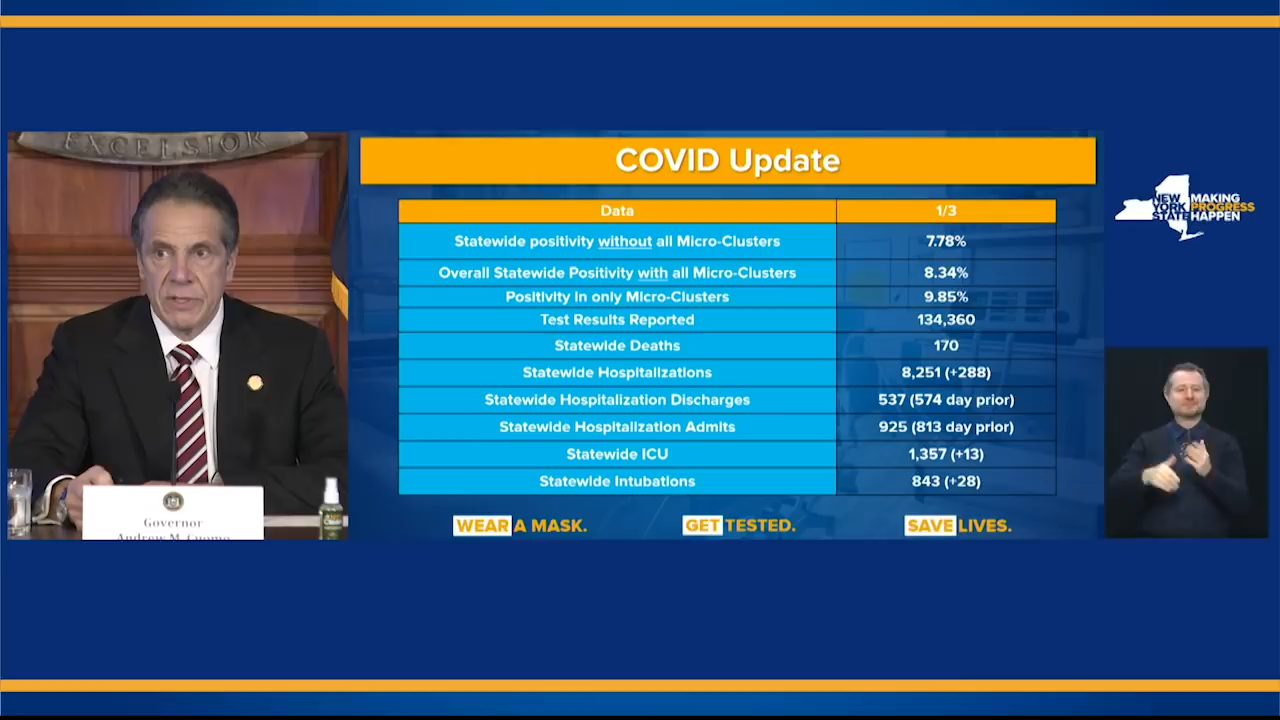 EXCELSIOR
COVID Update
Data 1/3
Statewide positivity without all Micro-Clusters 7.78%
Overall Statewide Positivity with all Micro-Clusters 8.34%
Positivity in only Micro-Clusters 9.85%
Test Results Reported 134,360
Statewide Deaths 170
Statewide Hospitalizations 8,251 (+288)
Statewide Hospitalization Discharges 537 (574 day prior)
Statewide Hospitalization Admits 925 (813 day prior)
Statewide ICU 1,357 (+13)
Statewide Intubations 843 (+28)
WEAR A MASK. GET TESTED. SAVE LIVES.
Governor
Andrew M. Cuomo
NEW YORK STATE
MAKING
PROGRESS
HAPPEN